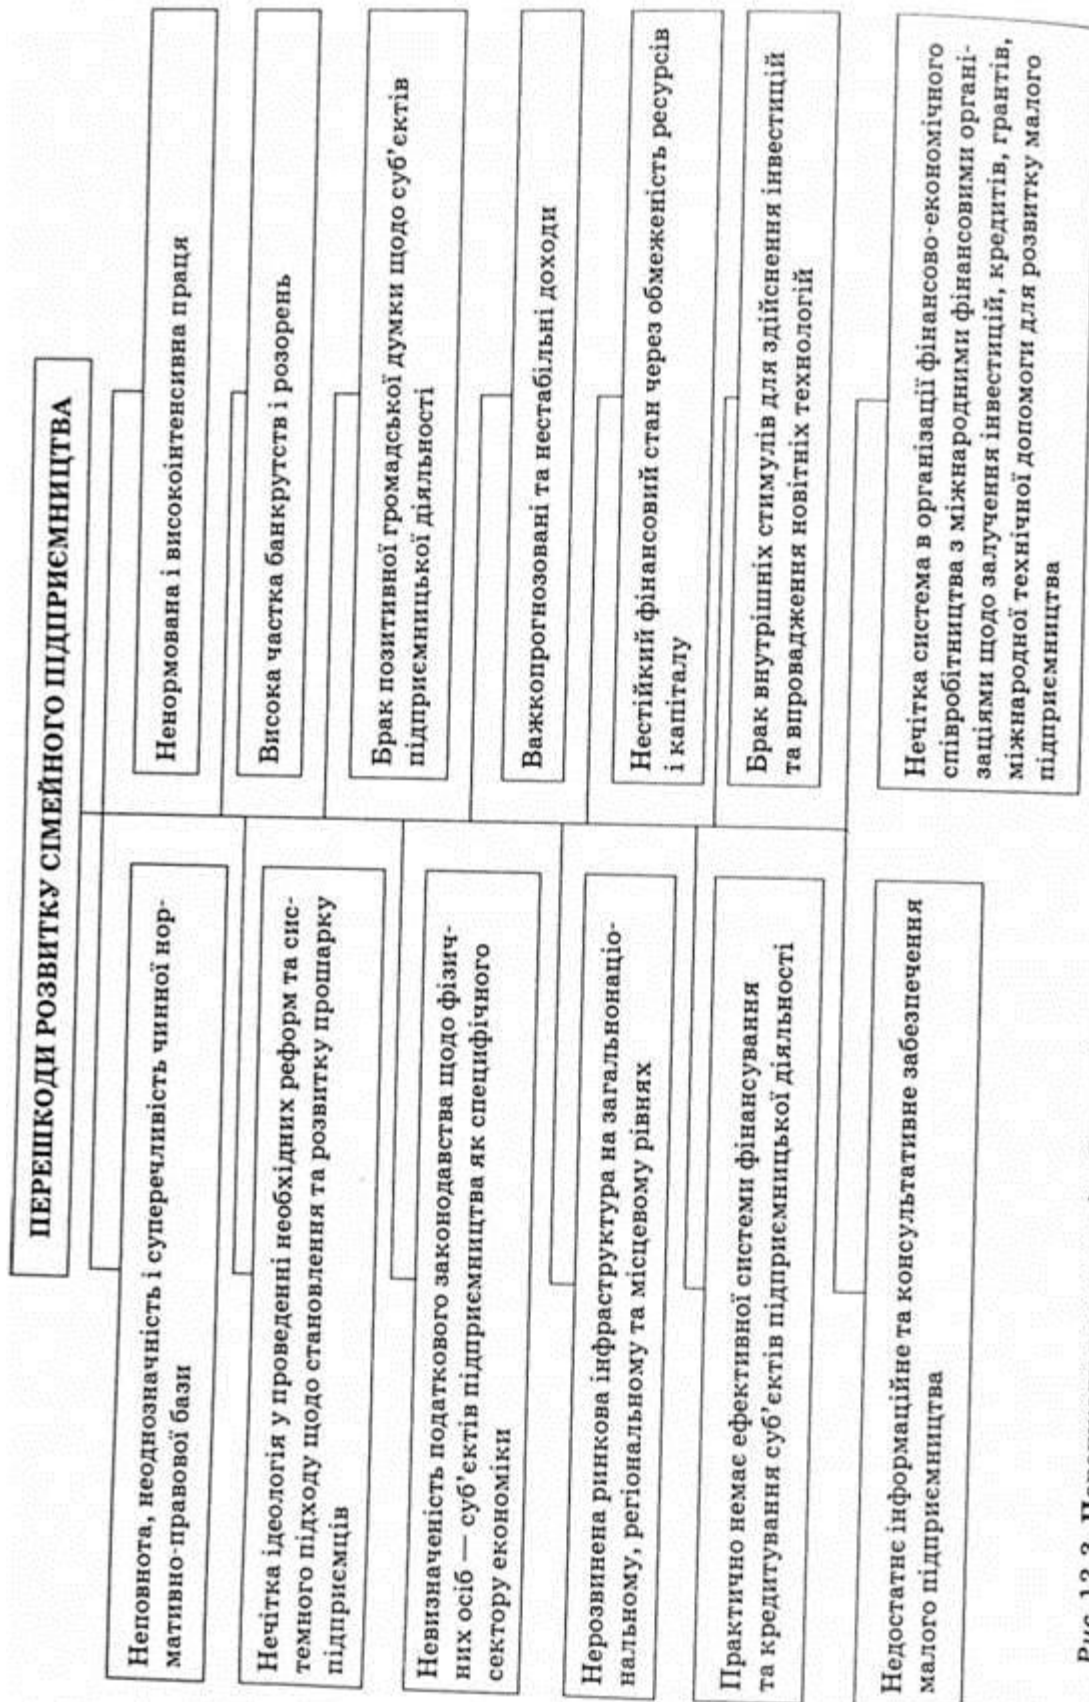 ПЕРЕШКОДИ РОЗВИТКУ СІМЕЙНОГО ПІДПРИЄМНИЦТВА
Неповнота, неоднозначність і суперечливість чинної нор-
мативно-правової бази
Нечітка ідеологія у проведенні необхідних реформ та сис-
темного підходу щодо становлення та розвитку прошарку
підприємців
Невизначеність податкового законодавства щодо фізич-
них осіб — суб'єктів підприємництва як специфічного
сектору економіки
Нерозвинена ринкова інфраструктура на загальнонаціо-
нальному, регіональному та місцевому рівнях
Практично немає ефективної системи фінансування
та кредитування суб'єктів підприємницької діяльності
Недостатнє інформаційне та консультативне забезпечення
малого підприємництва
Ненормована і високоінтенсивна праця
Висока частка банкрутств і розорень
Брак позитивної громадської думки щодо суб'єктів
підприємницької діяльності
Важкопрогнозовані та нестабільні доходи
Нестійкий фінансовий стан через обмеженість ресурсів
і капіталу
Брак внутрішніх стимулів для здійснення інвестицій
та впровадження новітніх технологій
Нечітка система в організації фінансово-економічного
співробітництва з міжнародними фінансовими органі-
заціями щодо залучення інвестицій, кредитів, грантів,
міжнародної технічної допомоги для розвитку малого
підприємництва
Рис. 13.3.